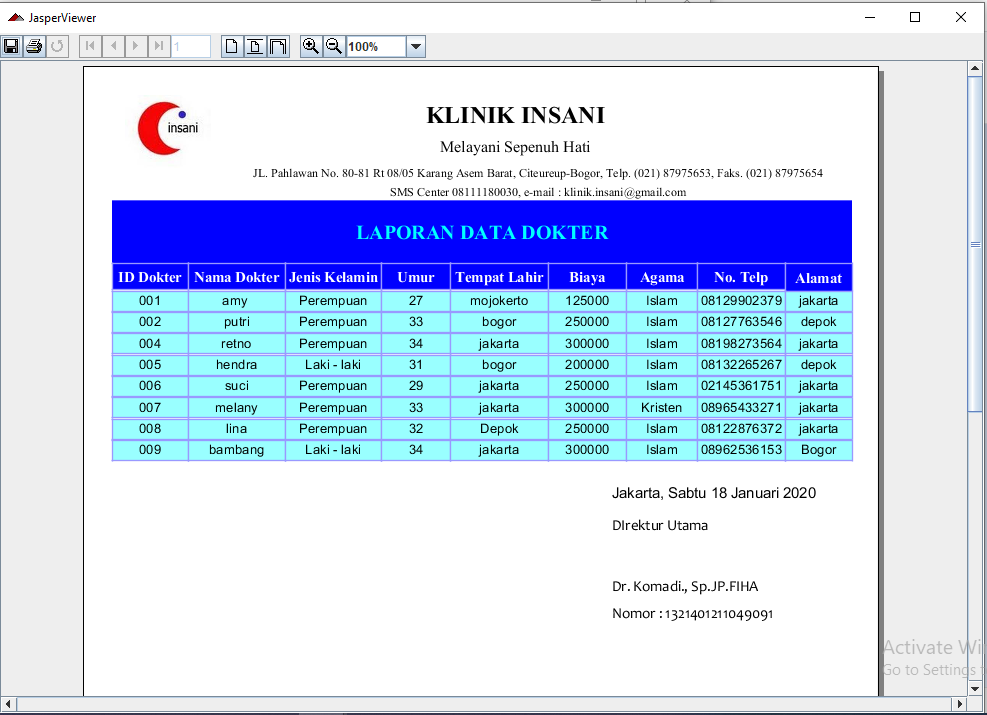 JasperViewer
1
100%
insani
KLINIK INSANI
Melayani Sepenuh Hati
JL. Pahlawan No. 80-81 Rt 08/05 Karang Asem Barat, Citeureup-Bogor, Telp. (021) 87975653, Faks. (021) 87975654
SMS Center 08111180030, e-mail : klinik.insani@gmail.com
LAPORAN DATA DOKTER
ID Dokter Nama Dokter Jenis Kelamin Umur Tempat Lahir Biaya Agama No. Telp Alamat
001 amy Perempuan 27 mojokerto 125000 Islam 08129902379 jakarta
002 putri Perempuan 33 bogor 250000 Islam 08127763546 depok
004 retno Perempuan 34 jakarta 300000 Islam 08198273564 jakarta
005 hendra Laki - laki 31 bogor 200000 Islam 08132265267 depok
006 suci Perempuan 29 jakarta 250000 Islam 02145361751 jakarta
007 melany Perempuan 33 jakarta 300000 Kristen 08965433271 jakarta
008 lina Perempuan 32 Depok 250000 Islam 08122876372 jakarta
009 bambang Laki - laki 34 jakarta 300000 Islam 08962536153 Bogor
Jakarta, Sabtu 18 Januari 2020
DIrektur Utama
Dr. Komadi., Sp.JP.FIHA
Nomor : 1321401211049091
Activate Wi
Go to Settings t